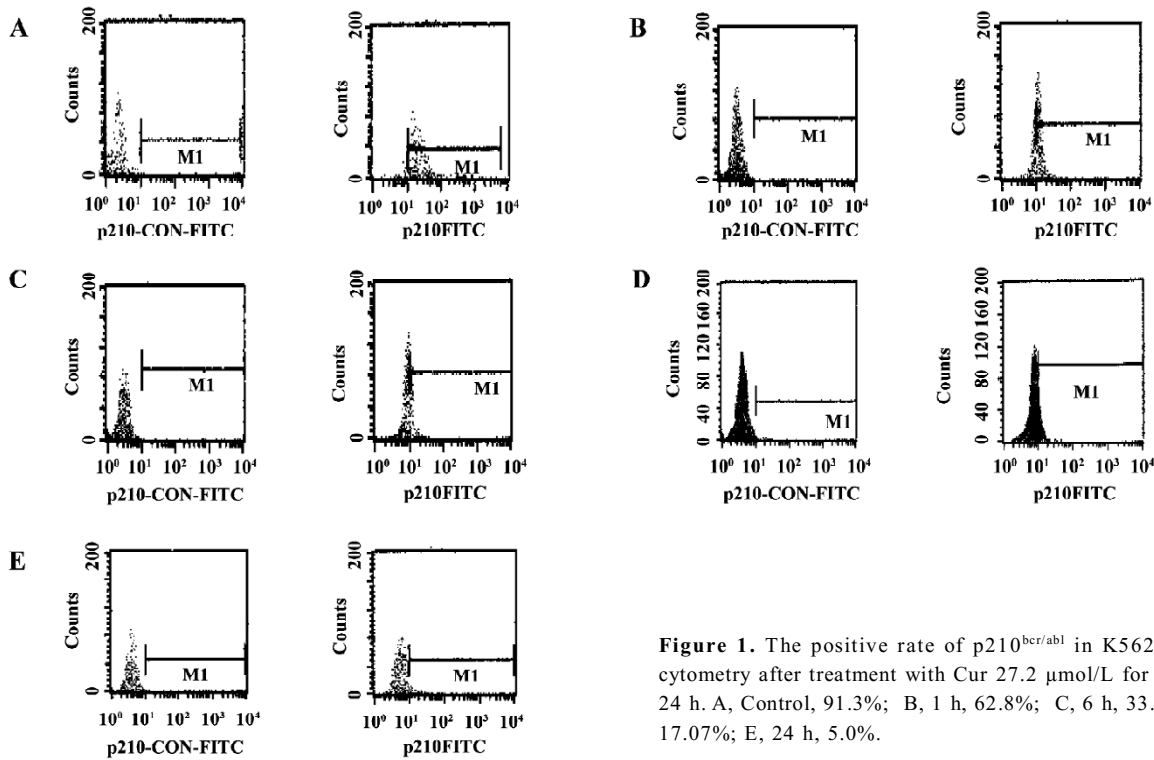 A
200
Counts
0
M1
10⁰ 10¹ 10² 10³ 10⁴
p210-CON-FITC
200
Counts
0
M1
10⁰ 10¹ 10² 10³ 10⁴
p210FITC
B
200
Counts
0
M1
10⁰ 10¹ 10² 10³ 10⁴
p210-CON-FITC
200
Counts
0
M1
10⁰ 10¹ 10² 10³ 10⁴
p210FITC
C
200
Counts
0
M1
10⁰ 10¹ 10² 10³ 10⁴
p210-CON-FITC
200
Counts
0
M1
10⁰ 10¹ 10² 10³ 10⁴
p210FITC
D
0 40 80 120 160 200
Counts
M1
10⁰ 10¹ 10² 10³ 10⁴
p210-CON-FITC
0 40 80 120 160 200
Counts
M1
10⁰ 10¹ 10² 10³ 10⁴
p210FITC
E
200
Counts
0
M1
10⁰ 10¹ 10² 10³ 10⁴
p210-CON-FITC
200
Counts
0
M1
10⁰ 10¹ 10² 10³ 10⁴
p210FITC
Figure 1. The positive rate of p210ᵇᶜʳ/ᵃᵇˡ in K562
cytometry after treatment with Cur 27.2 μmol/L for
24 h. A, Control, 91.3%; B, 1 h, 62.8%; C, 6 h, 33.
17.07%; E, 24 h, 5.0%.